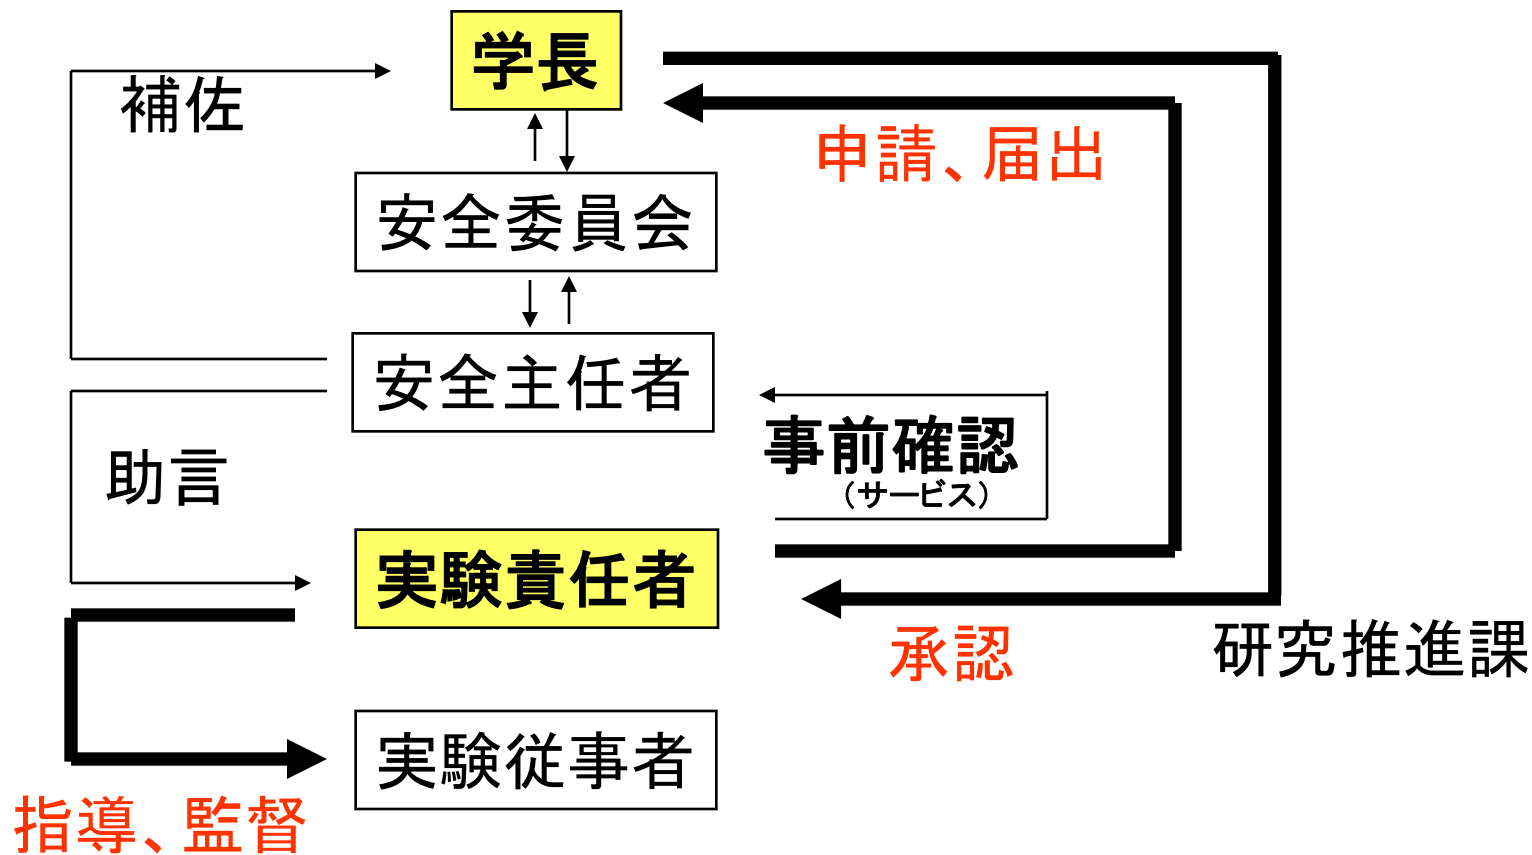 学長
補佐
申請、届出
安全委員会
安全主任者
事前確認
（サービス）
助言
実験責任者
承認
研究推進課
実験従事者
指導、監督